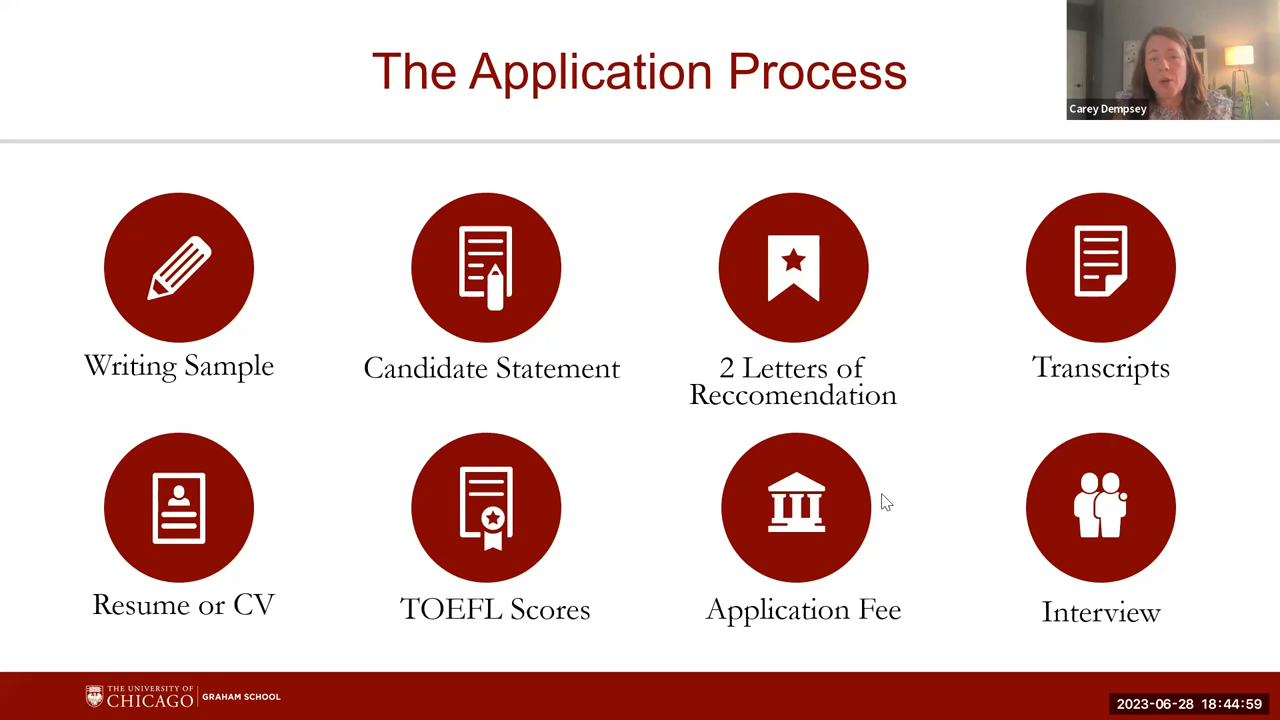 The Application Process
Carey Dempsey
Writing Sample
Candidate Statement
2 Letters of
Reccomendation
Transcripts
Resume or CV
TOEFL Scores
Application Fee
Interview
THE UNIVERSITY OF
CHICAGO
GRAHAM SCHOOL
2023-06-28 18:44:59